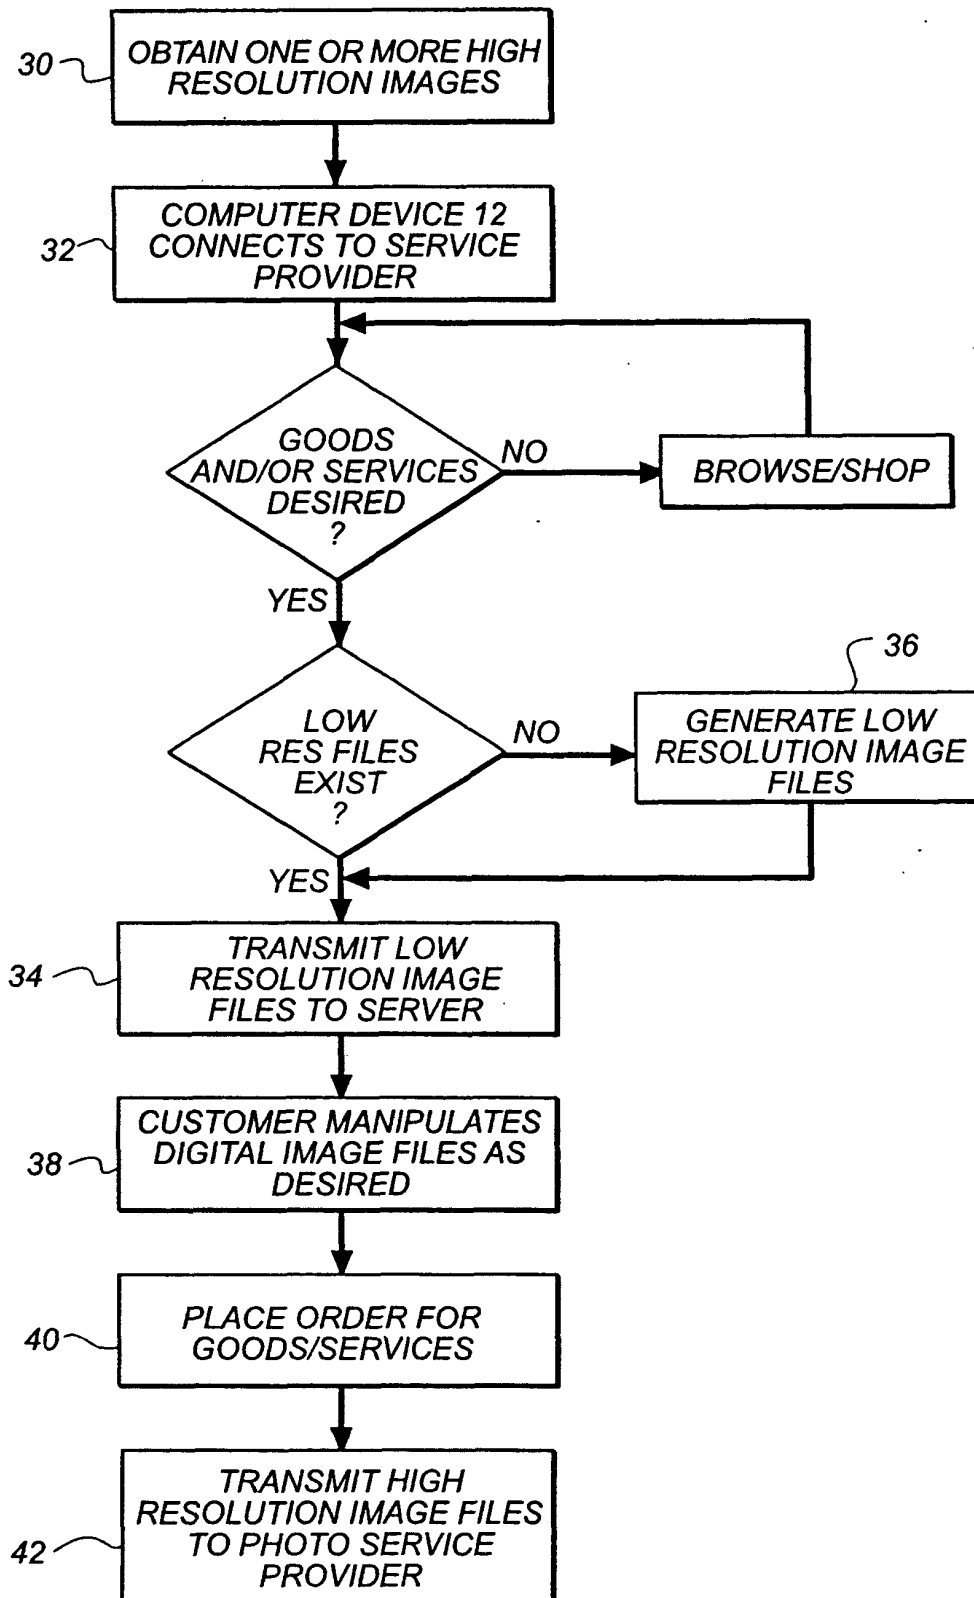 30
OBTAIN ONE OR MORE HIGH
RESOLUTION IMAGES
32
COMPUTER DEVICE 12
CONNECTS TO SERVICE
PROVIDER
GOODS
AND/OR SERVICES
DESIRED
?
NO
BROWSE/SHOP
YES
LOW
RES FILES
EXIST
?
NO
36
GENERATE LOW
RESOLUTION IMAGE
FILES
YES
34
TRANSMIT LOW
RESOLUTION IMAGE
FILES TO SERVER
38
CUSTOMER MANIPULATES
DIGITAL IMAGE FILES AS
DESIRED
40
PLACE ORDER FOR
GOODS/SERVICES
42
TRANSMIT HIGH
RESOLUTION IMAGE FILES
TO PHOTO SERVICE
PROVIDER